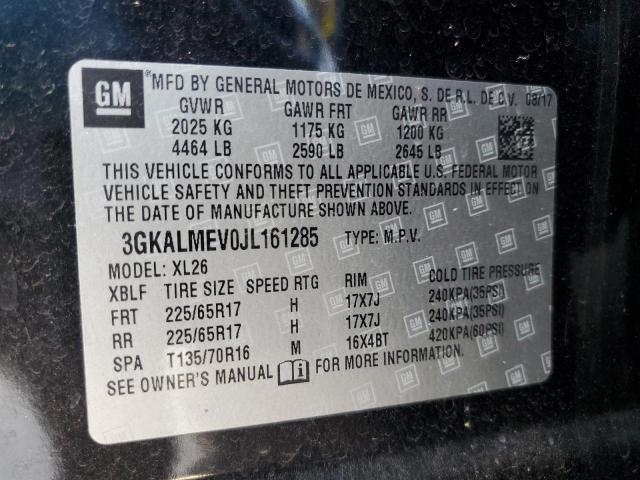 GM ® MFD BY GENERAL MOTORS DE MEXICO, S. DE R.L. DE C.V. 08/17
GVWR GAWR FRT GAWR RR
2025 KG 1175 KG 1200 KG
4464 LB 2590 LB 2645 LB
THIS VEHICLE CONFORMS TO ALL APPLICABLE U.S. FEDERAL MOTOR
VEHICLE SAFETY AND THEFT PREVENTION STANDARDS IN EFFECT ON
THE DATE OF MANUFACTURE SHOWN ABOVE.
3GKALMEV0JL161285 TYPE: M.P.V.
MODEL: XL26
XBLF TIRE SIZE SPEED RTG RIM COLD TIRE PRESSURE
FRT 225/65R17 H 17X7J 240KPA(35PSI)
RR 225/65R17 H 17X7J 240KPA(35PSI)
SPA T135/70R16 M 16X4BT 420KPA(60PSI)
SEE OWNER'S MANUAL FOR MORE INFORMATION.